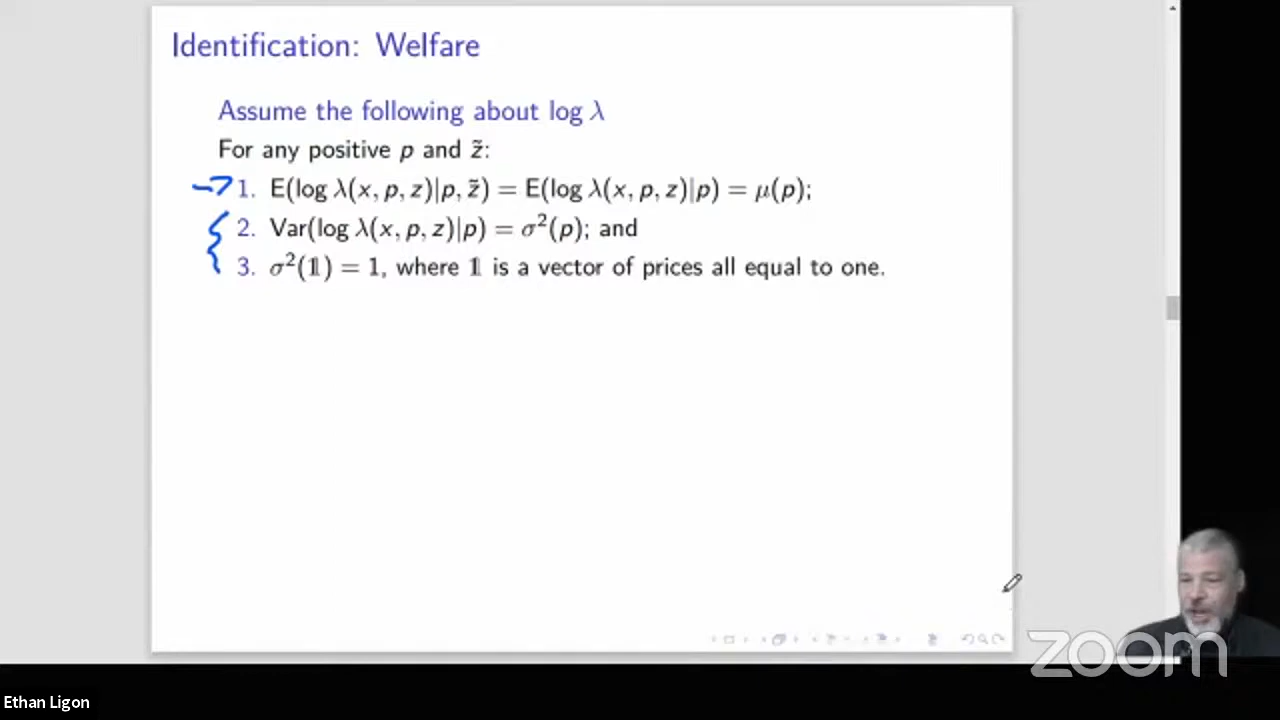 Identification: Welfare
Assume the following about log λ
For any positive p and z̃:
1. E(log λ(x, p, z)|p, z̃) = E(log λ(x, p, z)|p) = μ(p);
2. Var(log λ(x, p, z)|p) = σ²(p); and
3. σ²(𝟙) = 1, where 𝟙 is a vector of prices all equal to one.
zoom
Ethan Ligon